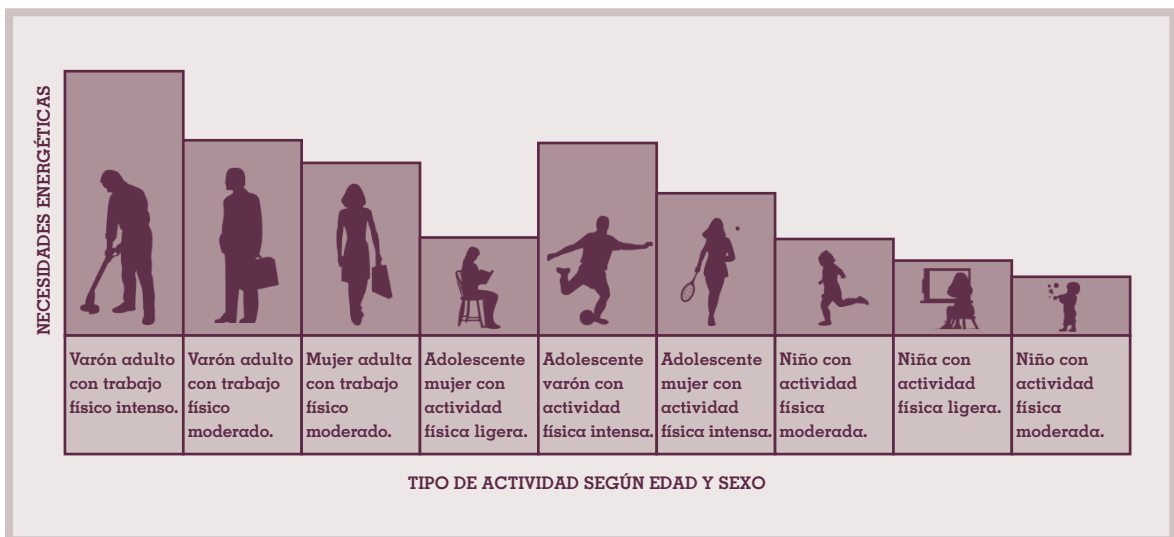 NECESIDADES ENERGÉTICAS
Varón adulto
con trabajo
físico intenso.
Varón adulto
con trabajo
físico
moderado.
Mujer adulta
con trabajo
físico
moderado.
Adolescente
mujer con
actividad
física ligera.
Adolescente
varón con
actividad
física intensa.
Adolescente
mujer con
actividad
física intensa.
Niño con
actividad
física
moderada.
Niña con
actividad
física ligera.
Niño con
actividad
física
moderada.
TIPO DE ACTIVIDAD SEGÚN EDAD Y SEXO